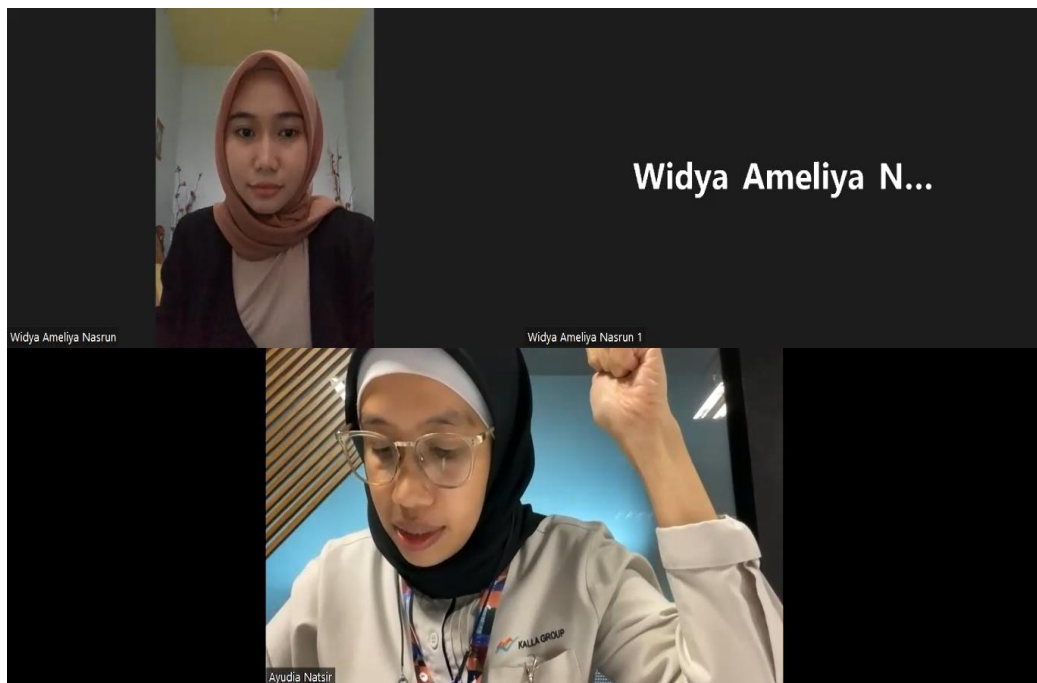 Widya Ameliya N...
Widya Ameliya Nasrun
Widya Ameliya Nasrun 1
KALLA GROUP
Ayudia Natsir